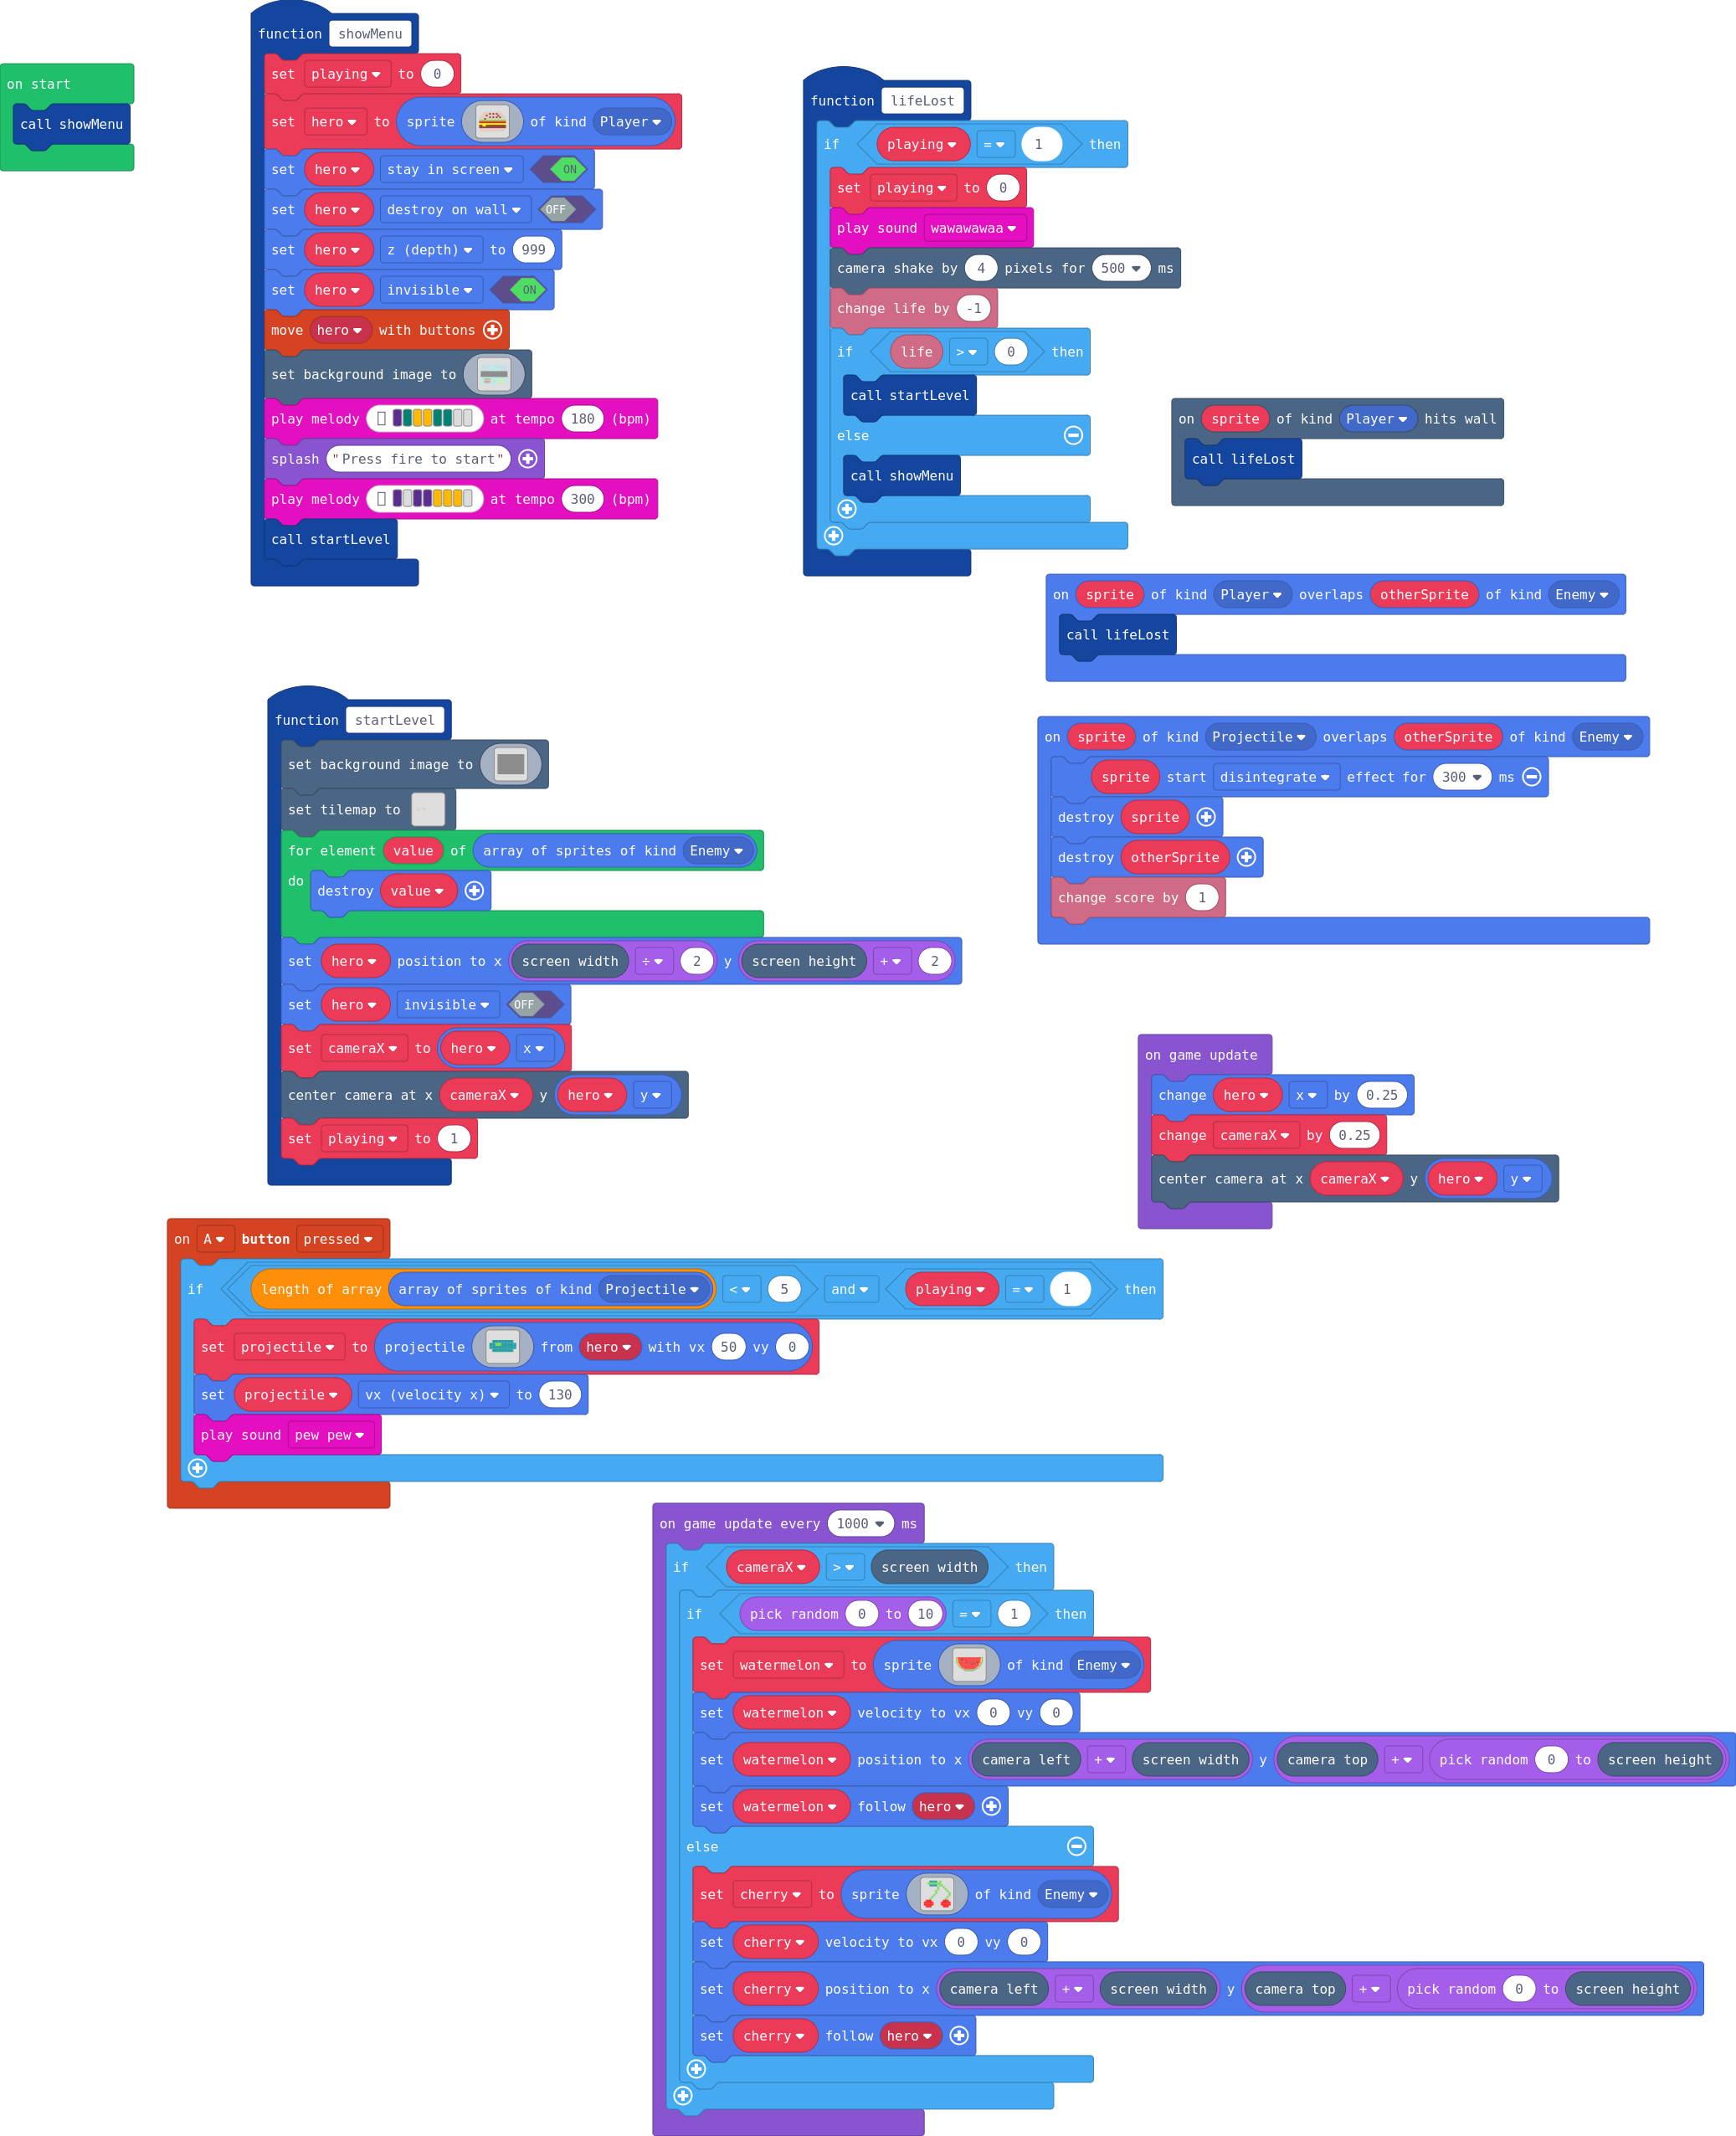 on start
call showMenu
function showMenu
set playing to 0
set hero to sprite of kind Player
set hero stay in screen ON
set hero destroy on wall OFF
set hero z (depth) to 999
set hero invisible ON
move hero with buttons
set background image to
play melody at tempo 180 (bpm)
splash "Press fire to start"
play melody at tempo 300 (bpm)
call startLevel
function lifeLost
if playing = 1 then
set playing to 0
play sound wawawawaa
camera shake by 4 pixels for 500 ms
change life by -1
if life > 0 then
call startLevel
else
call showMenu
on sprite of kind Player hits wall
call lifeLost
on sprite of kind Player overlaps otherSprite of kind Enemy
call lifeLost
on sprite of kind Projectile overlaps otherSprite of kind Enemy
sprite start disintegrate effect for 300 ms
destroy sprite
destroy otherSprite
change score by 1
function startLevel
set background image to
set tilemap to
for element value of array of sprites of kind Enemy
do destroy value
set hero position to x screen width ÷ 2 y screen height + 2
set hero invisible OFF
set cameraX to hero x
center camera at x cameraX y hero y
set playing to 1
on game update
change hero x by 0.25
change cameraX by 0.25
center camera at x cameraX y hero y
on A button pressed
if length of array array of sprites of kind Projectile < 5 and playing = 1 then
set projectile to projectile from hero with vx 50 vy 0
set projectile vx (velocity x) to 130
play sound pew pew
on game update every 1000 ms
if cameraX > screen width then
if pick random 0 to 10 = 1 then
set watermelon to sprite of kind Enemy
set watermelon velocity to vx 0 vy 0
set watermelon position to x camera left + screen width y camera top + pick random 0 to screen height
set watermelon follow hero
else
set cherry to sprite of kind Enemy
set cherry velocity to vx 0 vy 0
set cherry position to x camera left + screen width y camera top + pick random 0 to screen height
set cherry follow hero